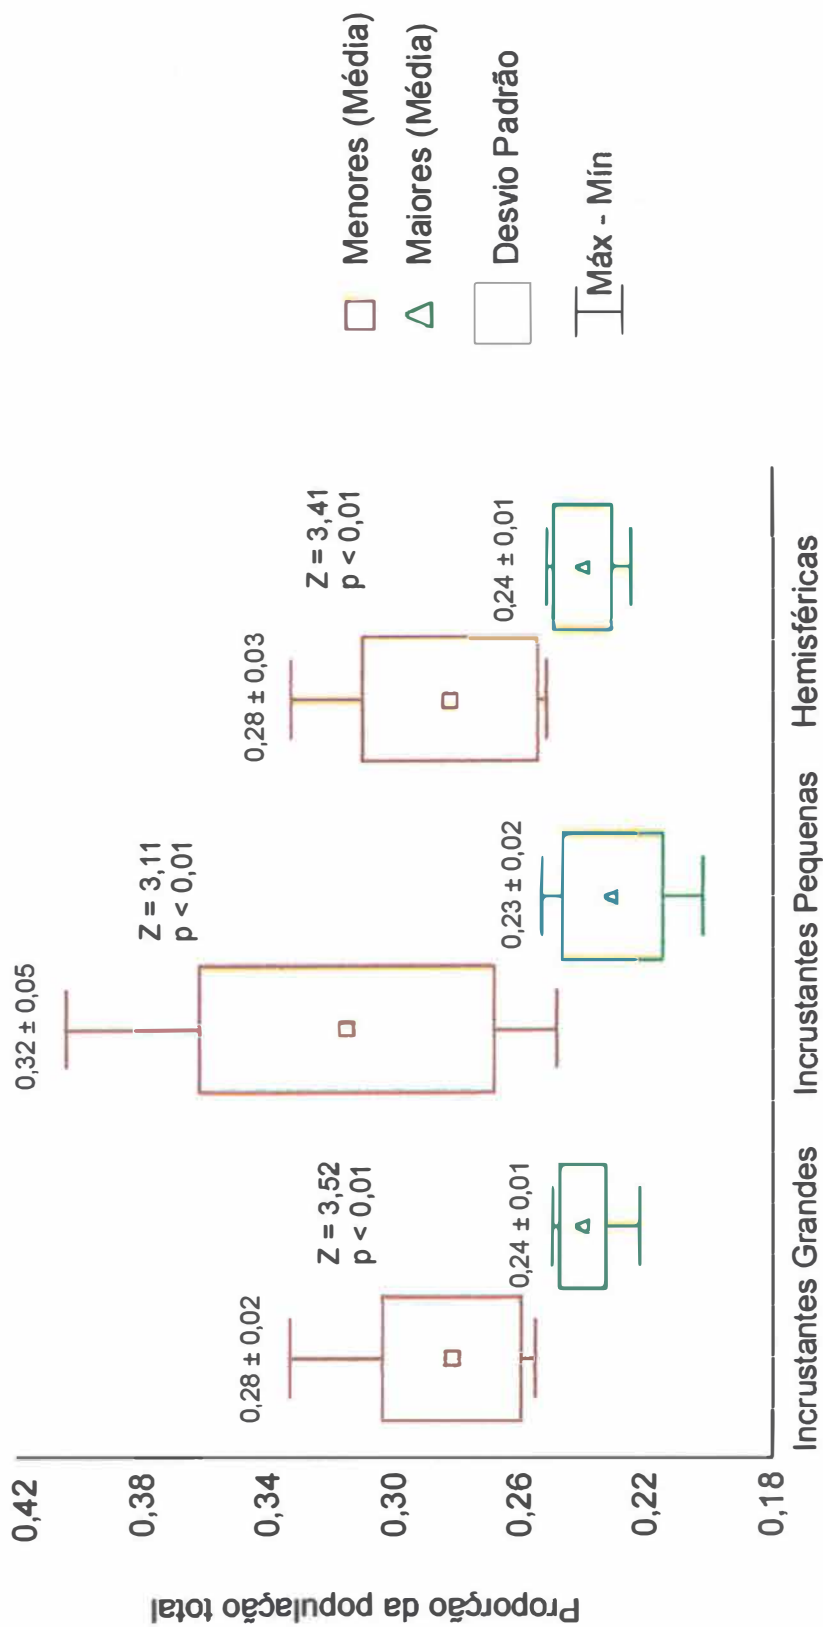 Proporção da população total
0,42
0,38
0,34
0,30
0,26
0,22
0,18
0,28 ± 0,02
Z = 3,52
p < 0,01
0,24 ± 0,01
0,32 ± 0,05
Z = 3,11
p < 0,01
0,23 ± 0,02
0,28 ± 0,03
Z = 3,41
p < 0,01
0,24 ± 0,01
Incrustantes Grandes
Incrustantes Pequenas
Hemisféricas
Menores (Média)
Maiores (Média)
Desvio Padrão
Máx - Mín